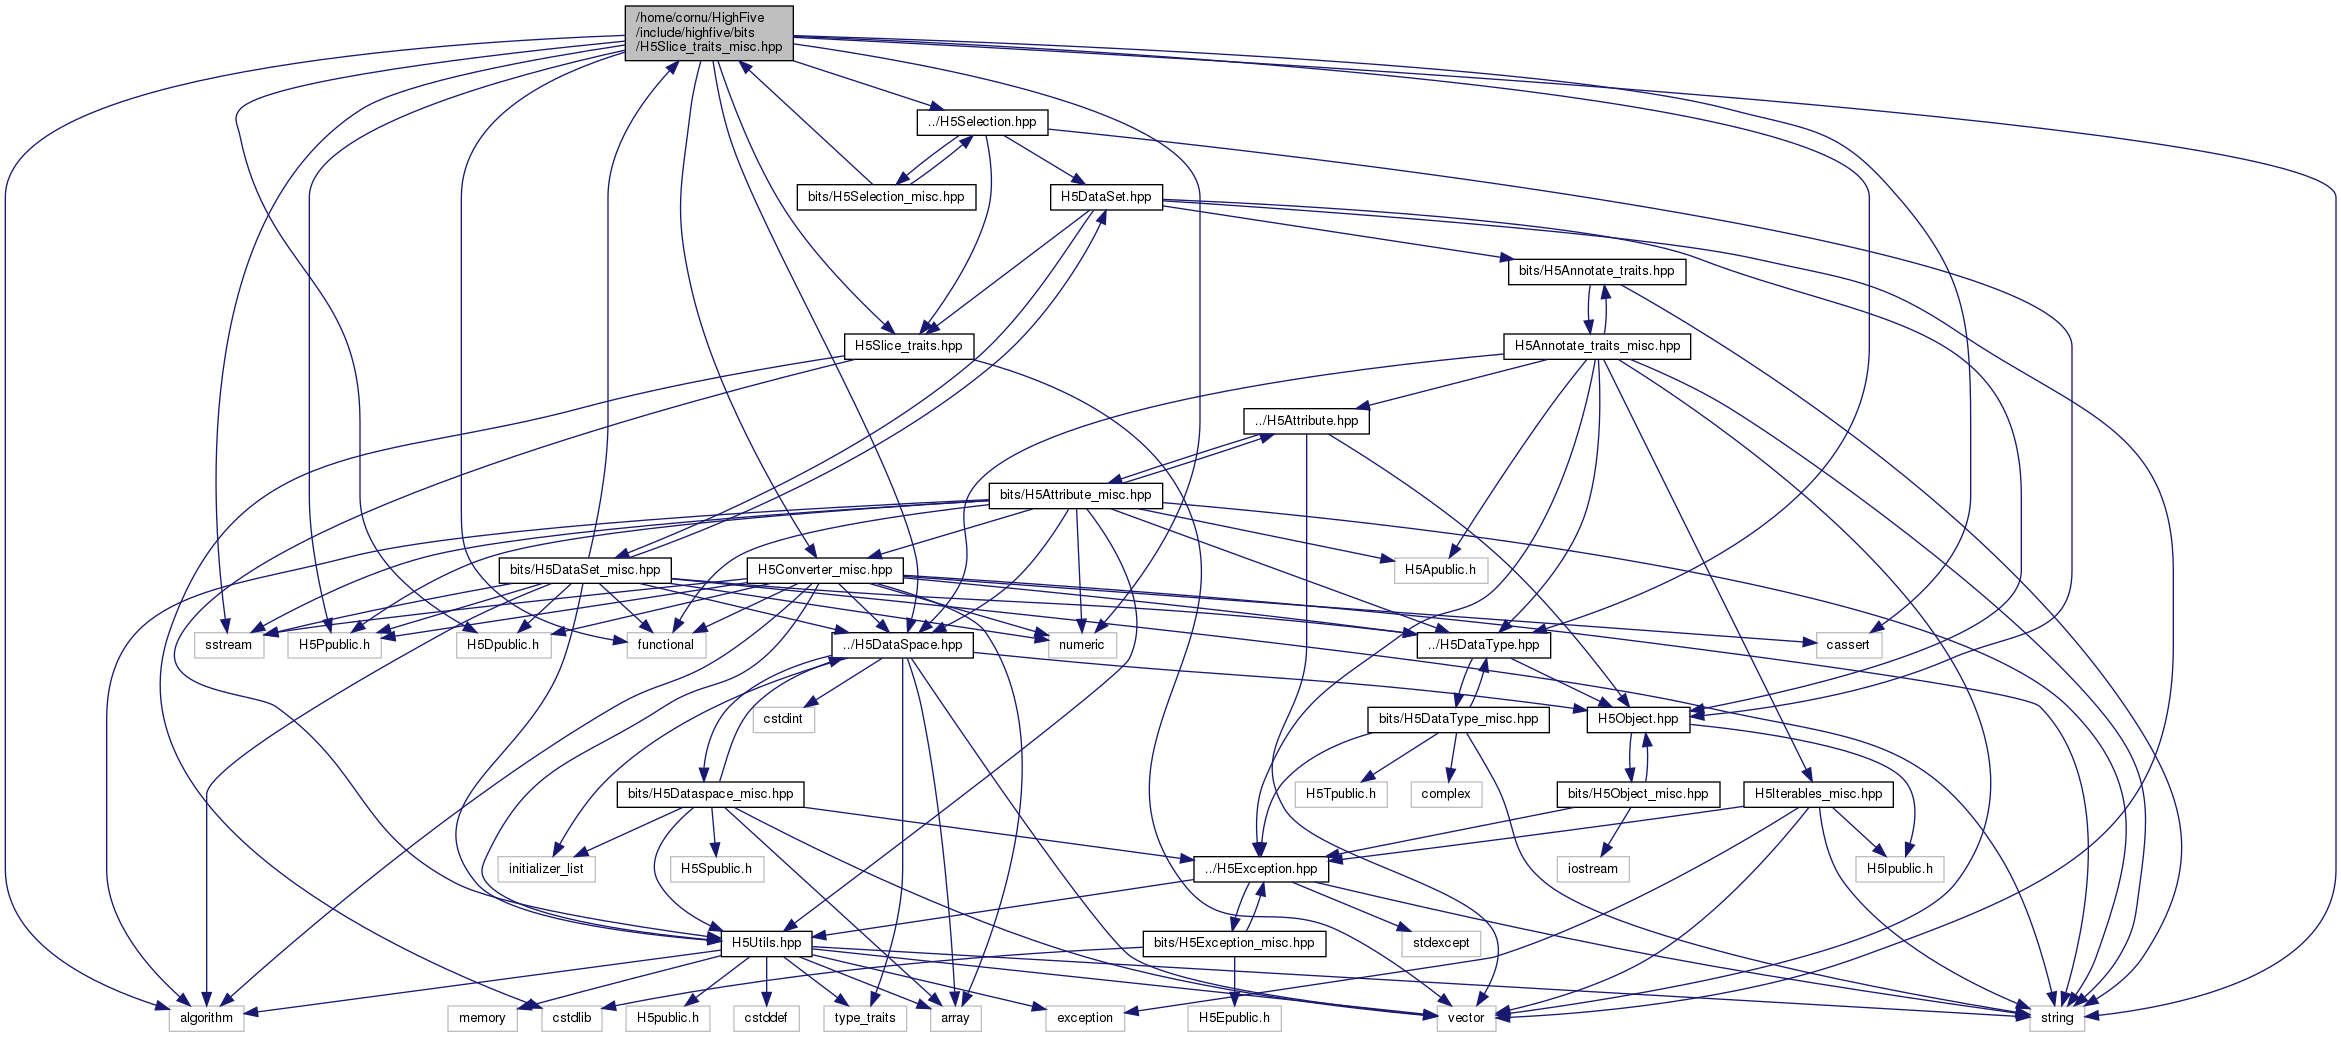 /home/cornu/HighFive
/include/highfive/bits
/H5Slice_traits_misc.hpp
../H5Selection.hpp
bits/H5Selection_misc.hpp
H5DataSet.hpp
bits/H5Annotate_traits.hpp
H5Slice_traits.hpp
H5Annotate_traits_misc.hpp
../H5Attribute.hpp
bits/H5Attribute_misc.hpp
bits/H5DataSet_misc.hpp
H5Converter_misc.hpp
H5Apublic.h
sstream
H5Ppublic.h
H5Dpublic.h
functional
../H5DataSpace.hpp
numeric
../H5DataType.hpp
cassert
cstdint
bits/H5DataType_misc.hpp
H5Object.hpp
bits/H5Dataspace_misc.hpp
H5Tpublic.h
complex
bits/H5Object_misc.hpp
H5Iterables_misc.hpp
initializer_list
H5Spublic.h
../H5Exception.hpp
iostream
H5Ipublic.h
H5Utils.hpp
bits/H5Exception_misc.hpp
stdexcept
algorithm
memory
cstdlib
H5public.h
cstddef
type_traits
array
exception
H5Epublic.h
vector
string